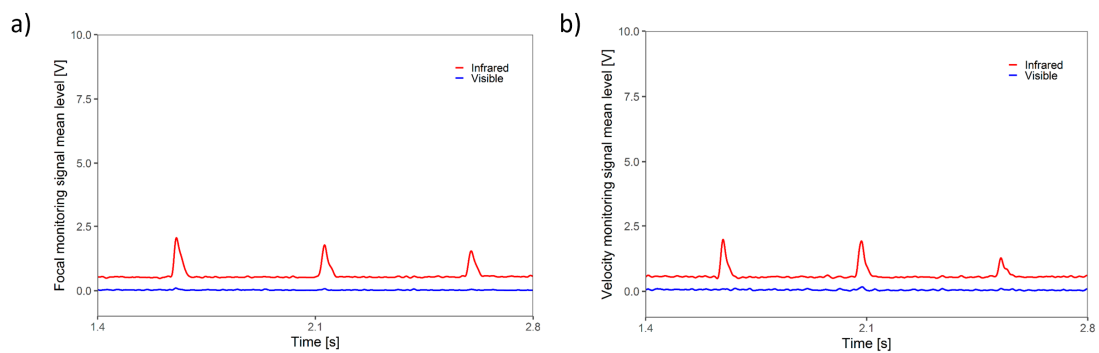 a)
Focal monitoring signal mean level [V]
10.0
7.5
5.0
2.5
0.0
Infrared
Visible
1.4
2.1
2.8
Time [s]
b)
Velocity monitoring signal mean level [V]
10.0
7.5
5.0
2.5
0.0
Infrared
Visible
1.4
2.1
2.8
Time [s]